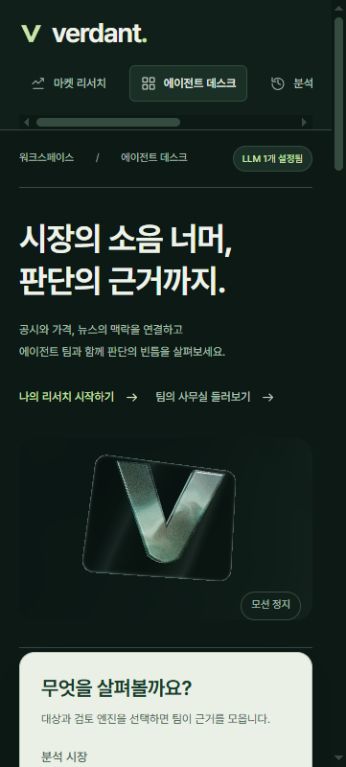 verdant.
마켓 리서치
에이전트 데스크
분석
워크스페이스 / 에이전트 데스크
LLM 1개 설정됨
시장의 소음 너머,
판단의 근거까지.
공시와 가격, 뉴스의 맥락을 연결하고
에이전트 팀과 함께 판단의 빈틈을 살펴보세요.
나의 리서치 시작하기 →
팀의 사무실 둘러보기 →
모션 정지
무엇을 살펴볼까요?
대상과 검토 엔진을 선택하면 팀이 근거를 모읍니다.
분석 시장